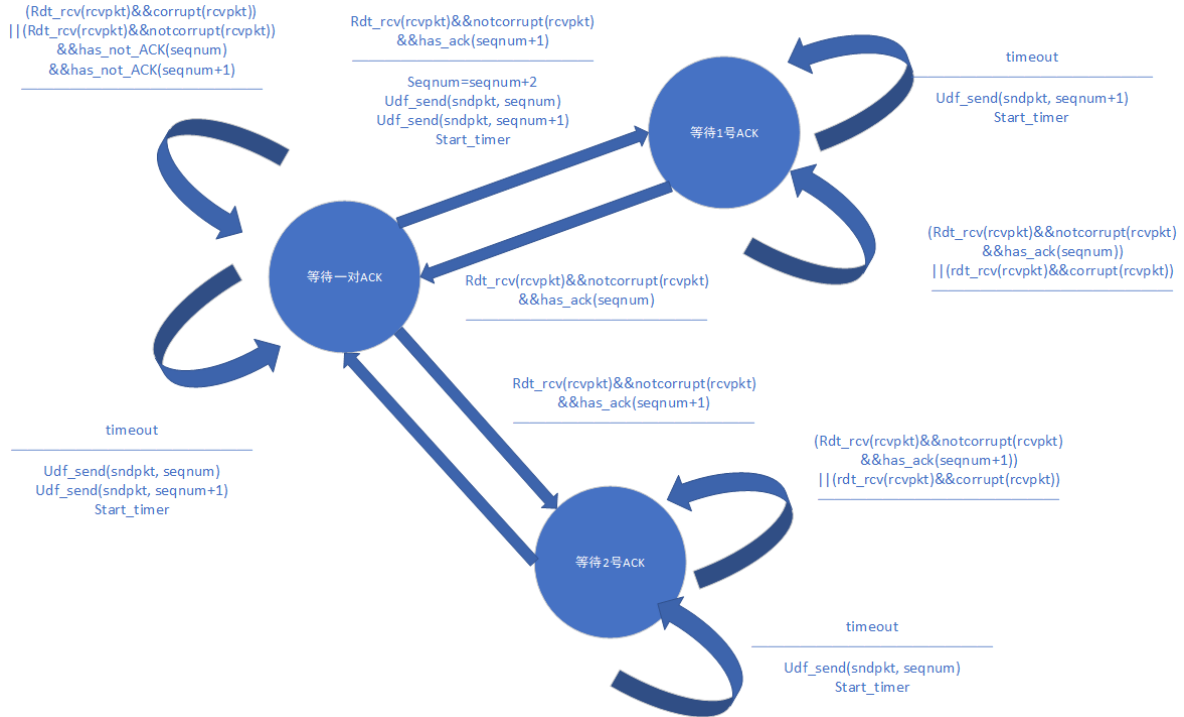 (Rdt_rcv(rcvpkt)&&corrupt(rcvpkt))
||(Rdt_rcv(rcvpkt)&&notcorrupt(rcvpkt))
&&has_not_ACK(seqnum)
&&has_not_ACK(seqnum+1)
Rdt_rcv(rcvpkt)&&notcorrupt(rcvpkt)
&&has_ack(seqnum+1)
Seqnum=seqnum+2
Udf_send(sndpkt, seqnum)
Udf_send(sndpkt, seqnum+1)
Start_timer
等待1号ACK
timeout
Udf_send(sndpkt, seqnum+1)
Start_timer
(Rdt_rcv(rcvpkt)&&notcorrupt(rcvpkt)
&&has_ack(seqnum))
||(rdt_rcv(rcvpkt)&&corrupt(rcvpkt))
等待一对ACK
Rdt_rcv(rcvpkt)&&notcorrupt(rcvpkt)
&&has_ack(seqnum)
Rdt_rcv(rcvpkt)&&notcorrupt(rcvpkt)
&&has_ack(seqnum+1)
timeout
Udf_send(sndpkt, seqnum)
Udf_send(sndpkt, seqnum+1)
Start_timer
(Rdt_rcv(rcvpkt)&&notcorrupt(rcvpkt)
&&has_ack(seqnum+1))
||(rdt_rcv(rcvpkt)&&corrupt(rcvpkt))
等待2号ACK
timeout
Udf_send(sndpkt, seqnum)
Start_timer